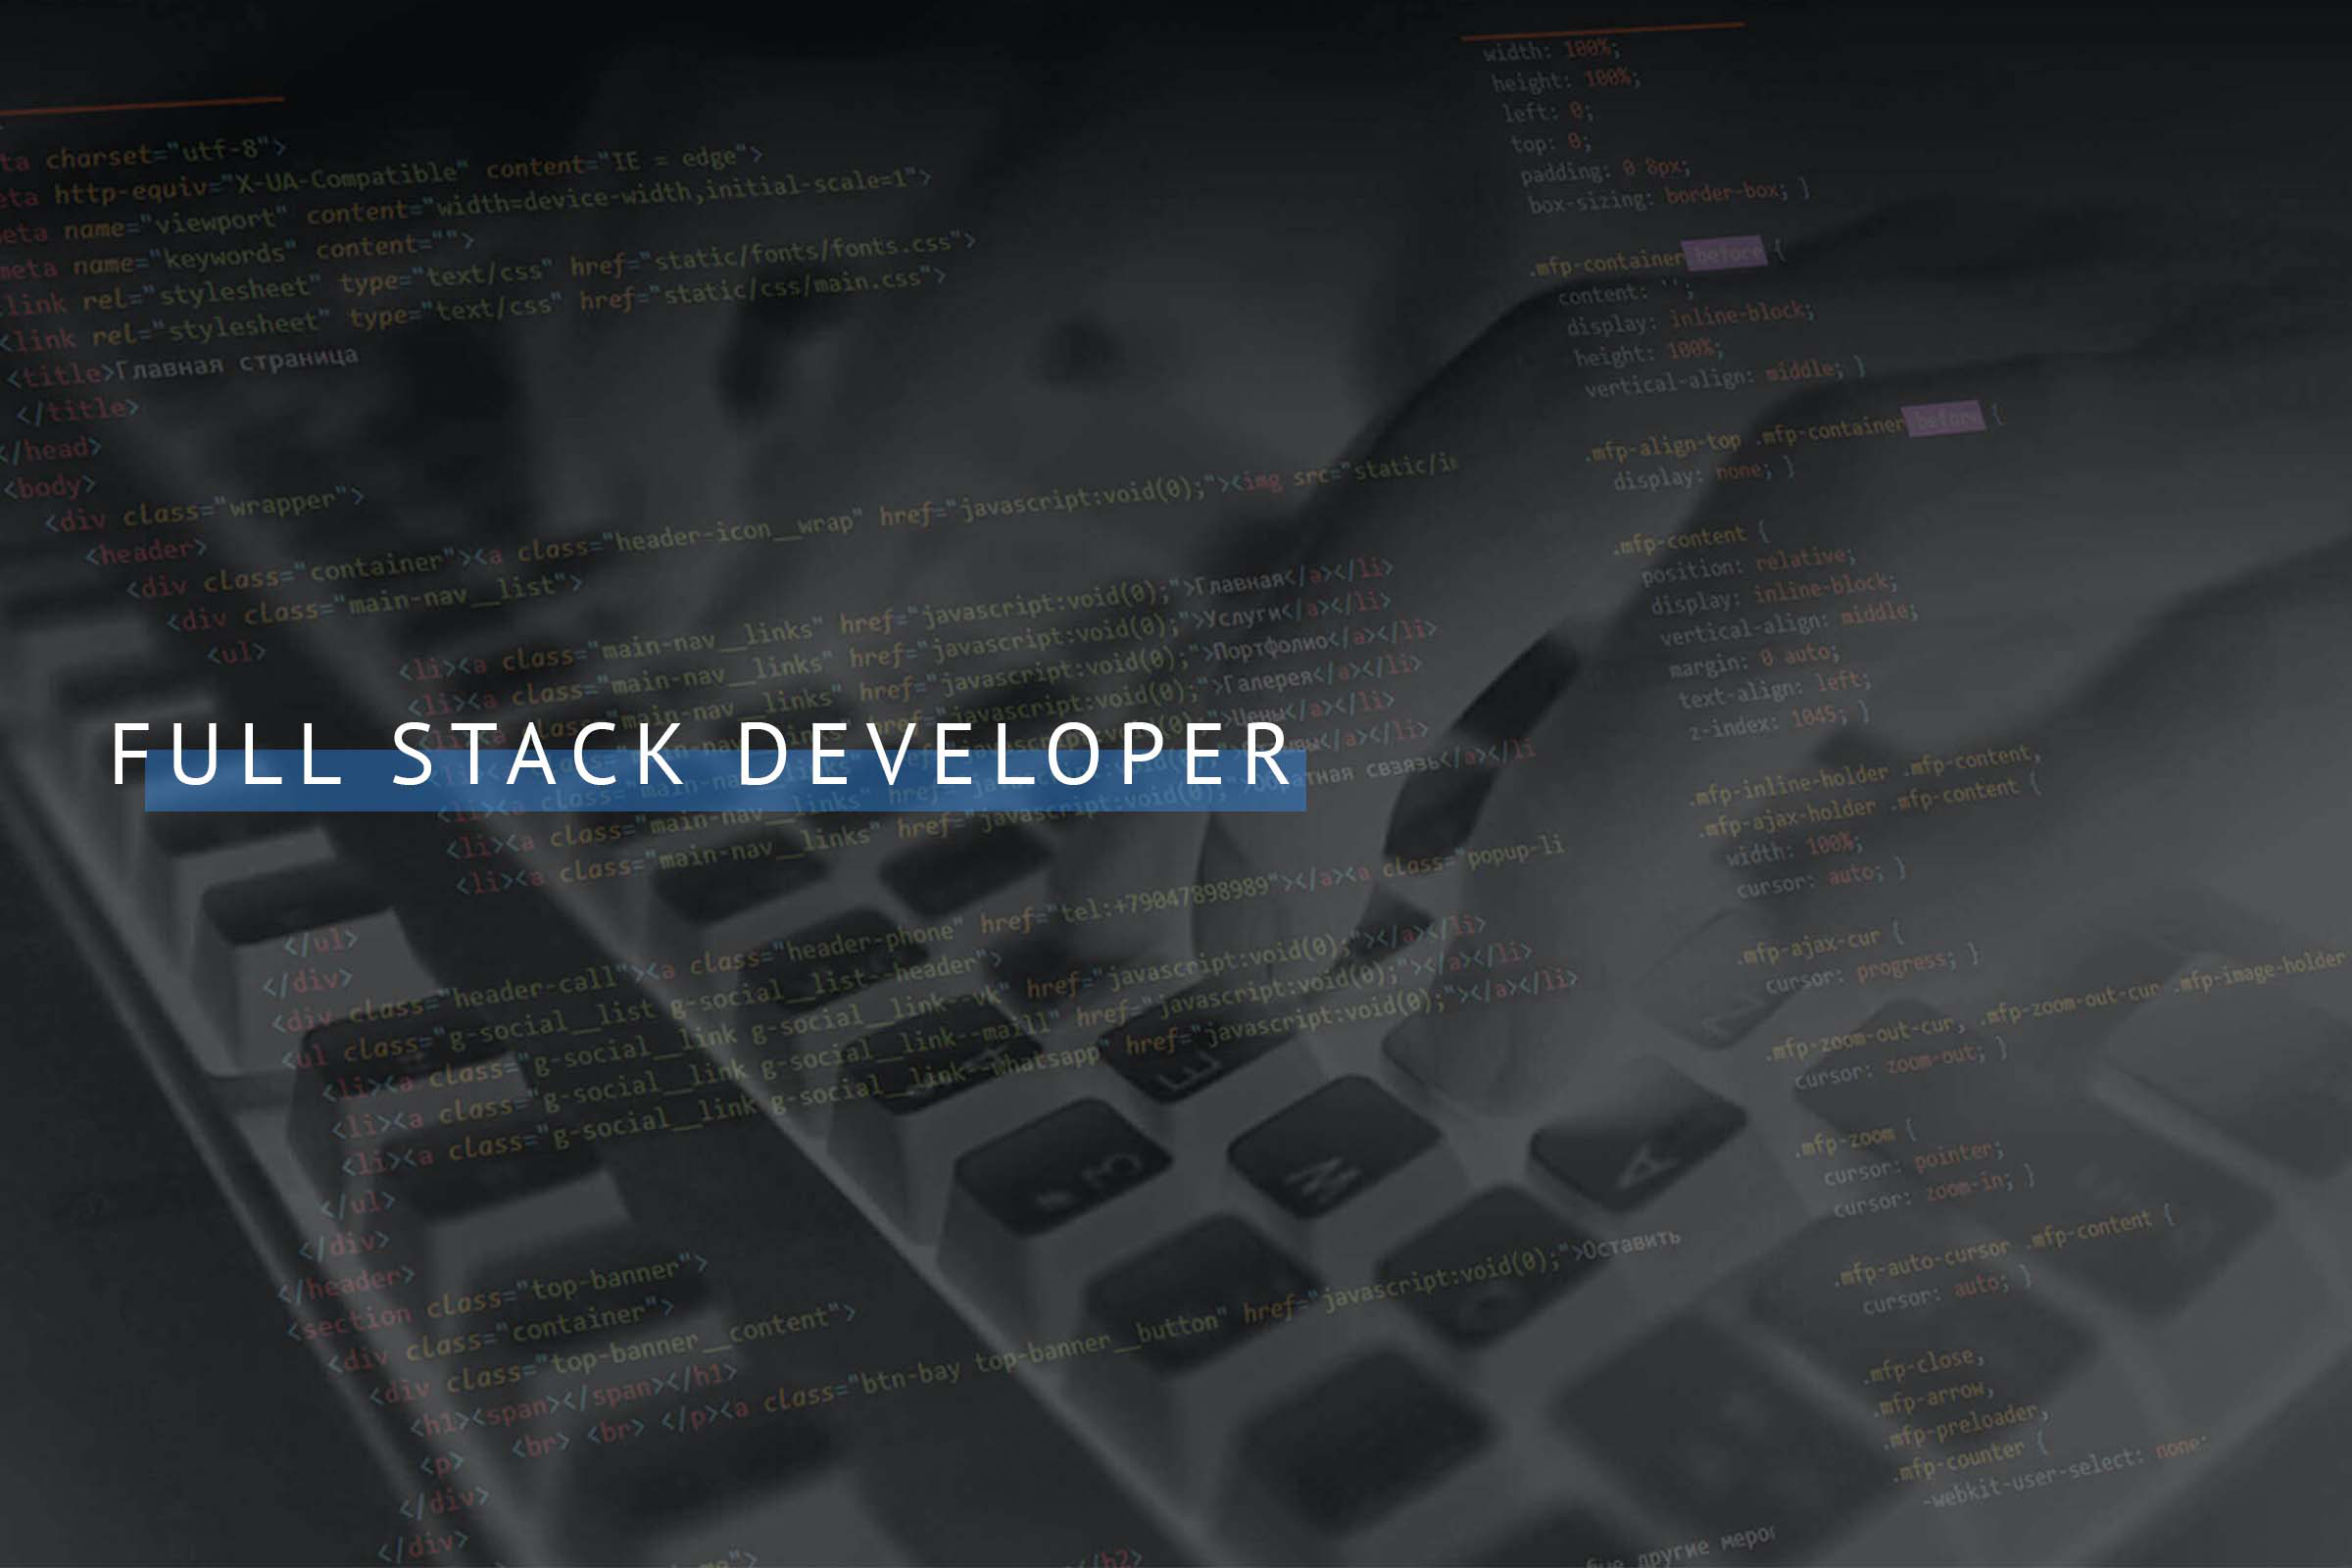 ta charset="utf-8">
eta http-equiv="X-UA-Compatible" content="IE = edge">
eta name="viewport" content="width=device-width,initial-scale=1">
meta name="keywords" content="">
link rel="stylesheet" type="text/css" href="static/fonts/fonts.css">
<link rel="stylesheet" type="text/css" href="static/css/main.css">
<title>Главная страница
</title>
</head>
<body>
<div class="wrapper">
<header>
<div class="container"><a class="header-icon__wrap" href="javascript:void(0);"><img src="static/i
<div class="main-nav__list">
<ul>
<li><a class="main-nav__links" href="javascript:void(0);">Главная</a></li>
<li><a class="main-nav__links" href="javascript:void(0);">Услуги</a></li>
class="main-nav__links" href="javascript:void(0);">Портфолио</a></li>
">Галерея</a></li>
">Цены</a></li>
</a></li>
связь</a></li
FULL STACK DEVELOPER
<li><a class="main-nav__links" href="javascript:void(0);
<li><a class="main-nav__links" href="javascript
</ul>
</div>
<div class="header-call"><a class="header-phone" href="tel:+79047898989"></a><a class="popup-li
<ul class="g-social__list g-social__list--header">
<li><a class="g-social__link g-social__link--vk" href="javascript:void(0);"></a></li>
<li><a class="g-social__link g-social__link--maill" href="javascript:void(0);"></a></li>
<li><a class="g-social__link g-social__link--whatsapp" href="javascript:void(0);"></a></li>
</ul>
</div>
</header>
<section class="top-banner">
<div class="container">
<div class="top-banner__content">
<h1><span></span></h1>
<p> <br> <br> </p><a class="btn-bay top-banner__button" href="javascript:void(0);">Оставить
</div>
</div>
</h2>
другие
width: 100%;
height: 100%;
left: 0;
top: 0;
padding: 0 8px;
box-sizing: border-box; }
.mfp-container before {
content: '';
display: inline-block;
height: 100%;
vertical-align: middle; }
.mfp-align-top .mfp-container before {
display: none; }
.mfp-content {
position: relative;
display: inline-block;
vertical-align: middle;
margin: 0 auto;
text-align: left;
z-index: 1045; }
.mfp-inline-holder .mfp-content,
.mfp-ajax-holder .mfp-content {
width: 100%;
cursor: auto; }
.mfp-ajax-cur {
cursor: progress; }
.mfp-zoom-out-cur, .mfp-zoom-out-cur .mfp-image-holder
cursor: zoom-out; }
.mfp-zoom {
cursor: pointer;
cursor: zoom-in; }
.mfp-auto-cursor .mfp-content {
cursor: auto; }
.mfp-close,
.mfp-arrow,
.mfp-preloader,
.mfp-counter {
-webkit-user-select: none;
E
3
W
A